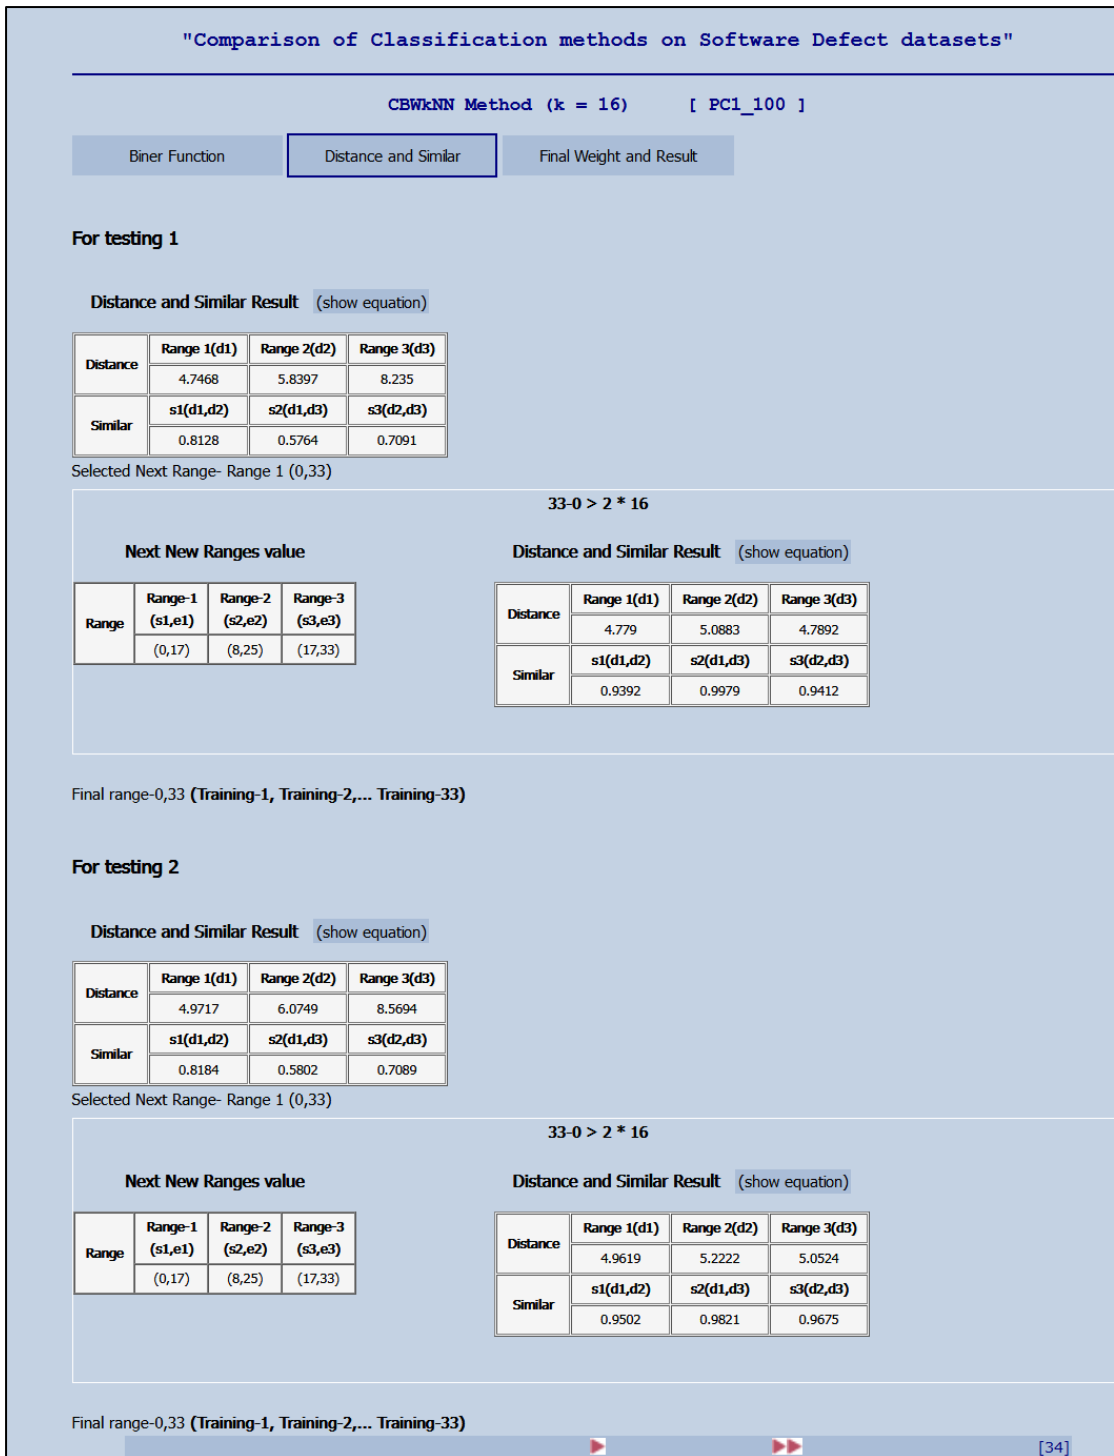 "Comparison of Classification methods on Software Defect datasets"
CBWkNN Method (k = 16) [ PC1_100 ]
Biner Function Distance and Similar Final Weight and Result
For testing 1
Distance and Similar Result (show equation)
Distance Range 1(d1) Range 2(d2) Range 3(d3)
4.7468 5.8397 8.235
Similar s1(d1,d2) s2(d1,d3) s3(d2,d3)
0.8128 0.5764 0.7091
Selected Next Range- Range 1 (0,33)
33-0 > 2 * 16
Next New Ranges value
Range Range-1 (s1,e1) Range-2 (s2,e2) Range-3 (s3,e3)
(0,17) (8,25) (17,33)
Distance and Similar Result (show equation)
Distance Range 1(d1) Range 2(d2) Range 3(d3)
4.779 5.0883 4.7892
Similar s1(d1,d2) s2(d1,d3) s3(d2,d3)
0.9392 0.9979 0.9412
Final range-0,33 (Training-1, Training-2,... Training-33)
For testing 2
Distance and Similar Result (show equation)
Distance Range 1(d1) Range 2(d2) Range 3(d3)
4.9717 6.0749 8.5694
Similar s1(d1,d2) s2(d1,d3) s3(d2,d3)
0.8184 0.5802 0.7089
Selected Next Range- Range 1 (0,33)
33-0 > 2 * 16
Next New Ranges value
Range Range-1 (s1,e1) Range-2 (s2,e2) Range-3 (s3,e3)
(0,17) (8,25) (17,33)
Distance and Similar Result (show equation)
Distance Range 1(d1) Range 2(d2) Range 3(d3)
4.9619 5.2222 5.0524
Similar s1(d1,d2) s2(d1,d3) s3(d2,d3)
0.9502 0.9821 0.9675
Final range-0,33 (Training-1, Training-2,... Training-33)
[34]